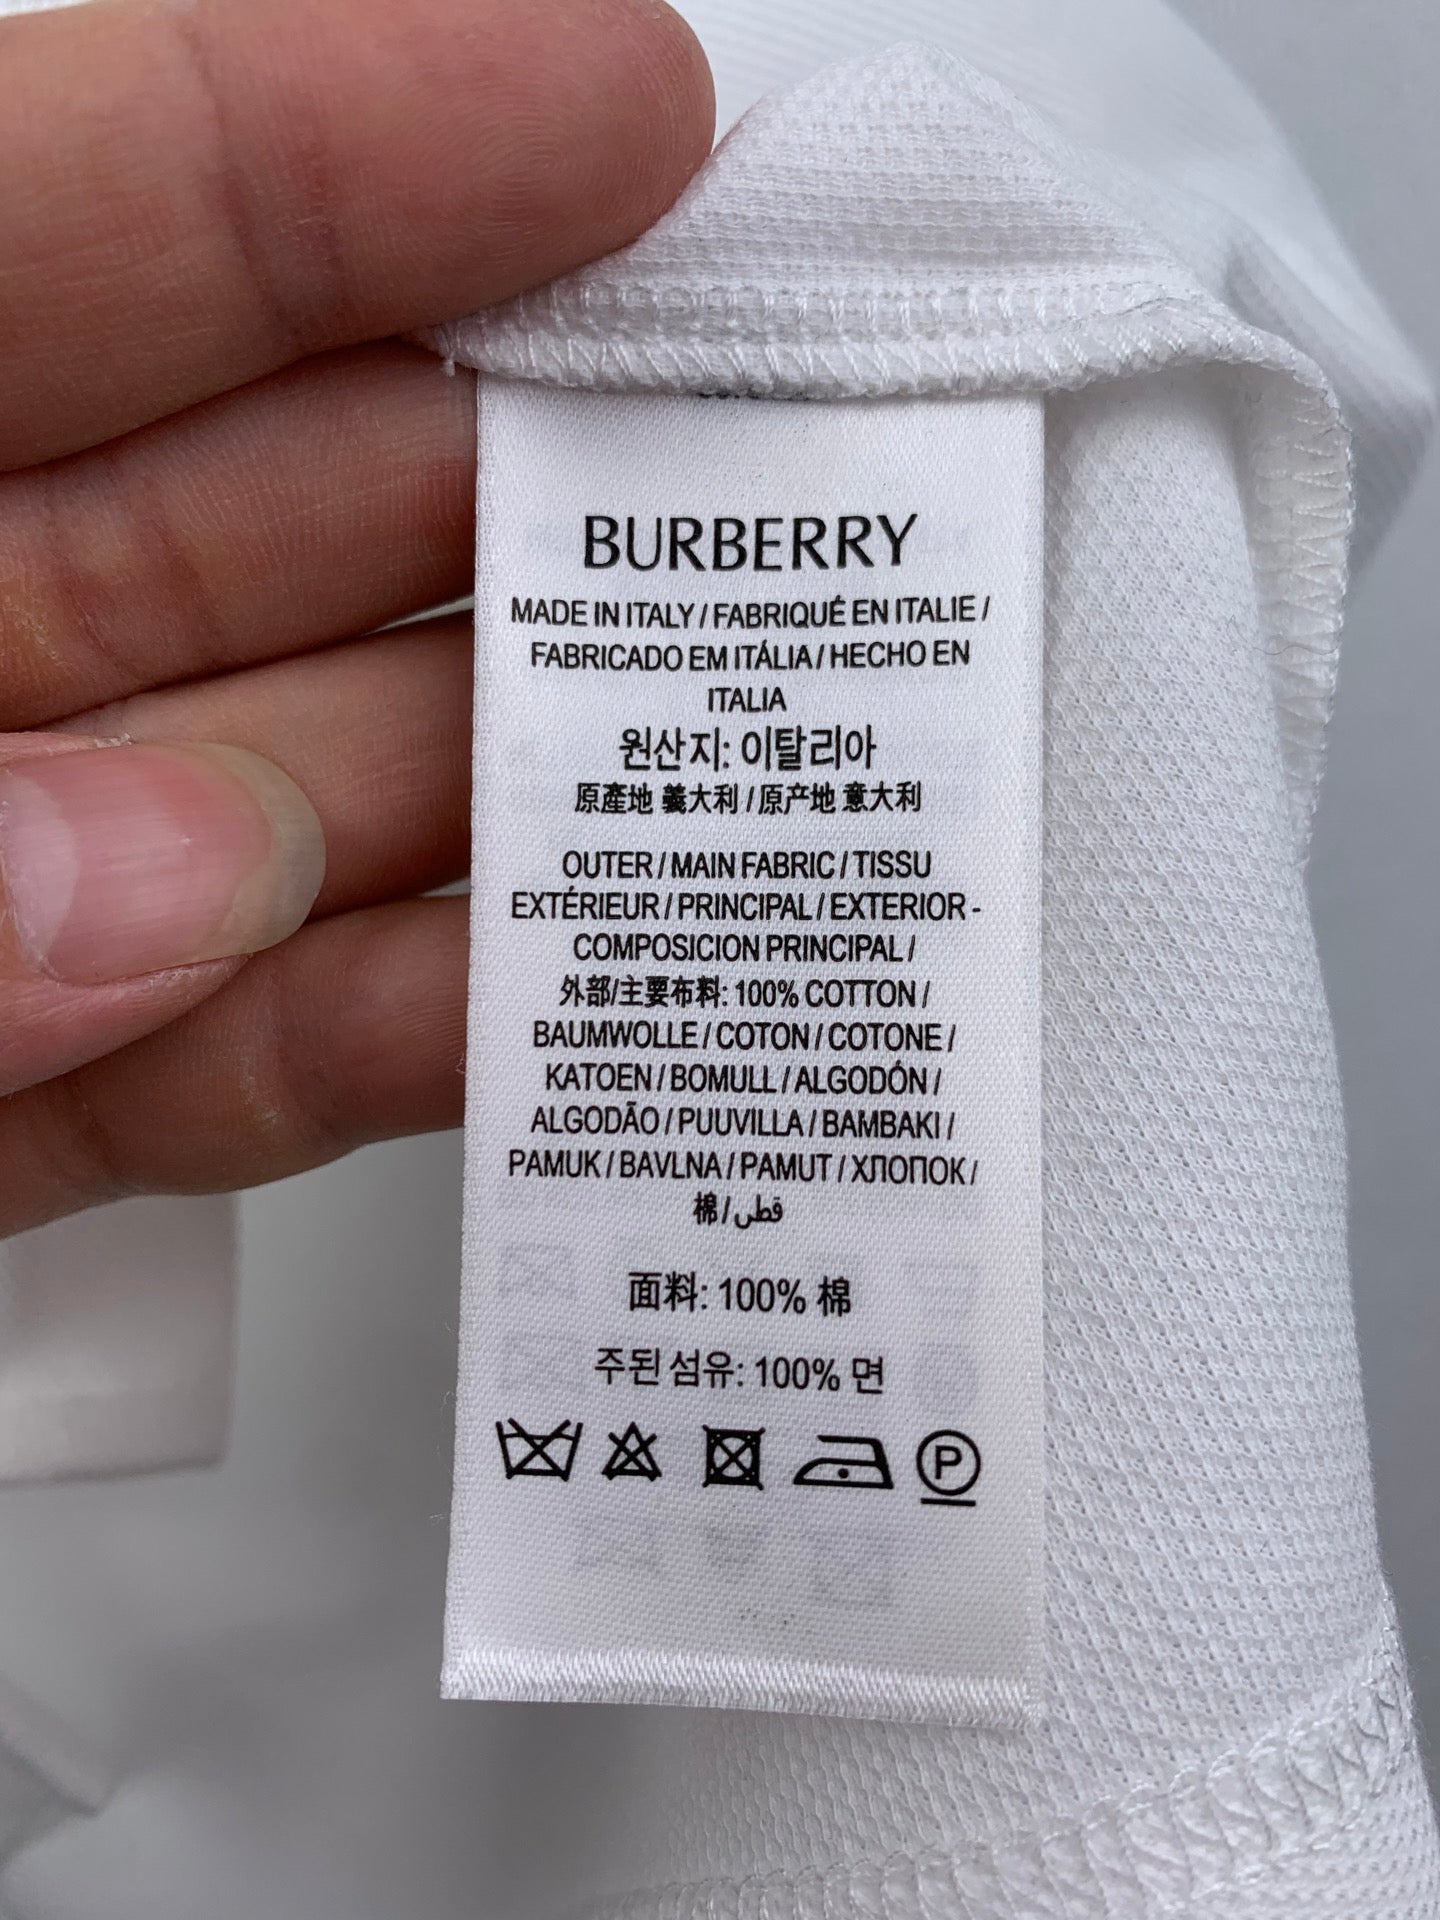 BURBERRY
MADE IN ITALY / FABRIQUÉ EN ITALIE /
FABRICADO EM ITÁLIA / HECHO EN
ITALIA
원산지: 이탈리아
原產地 義大利 / 原产地 意大利
OUTER / MAIN FABRIC / TISSU
EXTÉRIEUR / PRINCIPAL / EXTERIOR -
COMPOSICION PRINCIPAL /
外部/主要布料: 100% COTTON /
BAUMWOLLE / COTON / COTONE /
KATOEN / BOMULL / ALGODÓN /
ALGODÃO / PUUVILLA / BAMBAKI /
PAMUK / BAVLNA / PAMUT / ХЛОПОК /
棉 / قطن
面料: 100% 棉
주된 섬유: 100% 면
P